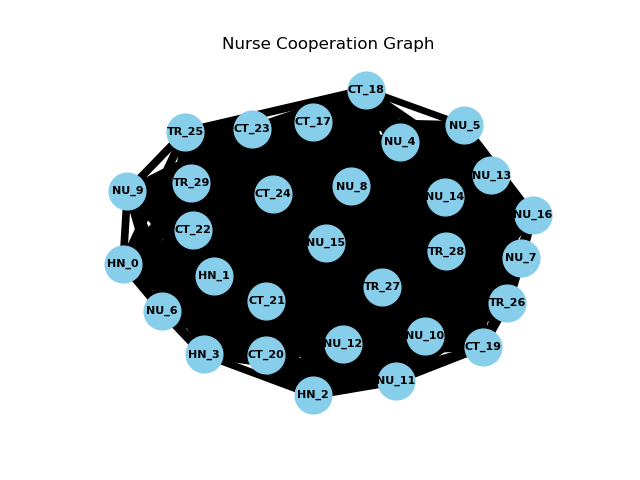 Nurse Cooperation Graph
CT_18
CT_17
NU_5
CT_23
TR_25
NU_4
NU_13
TR_29
NU_8
NU_9
CT_24
NU_14
NU_16
CT_22
NU_15
TR_28
NU_7
HN_0
HN_1
TR_27
CT_21
TR_26
NU_6
NU_10
NU_12
CT_19
HN_3
CT_20
NU_11
HN_2